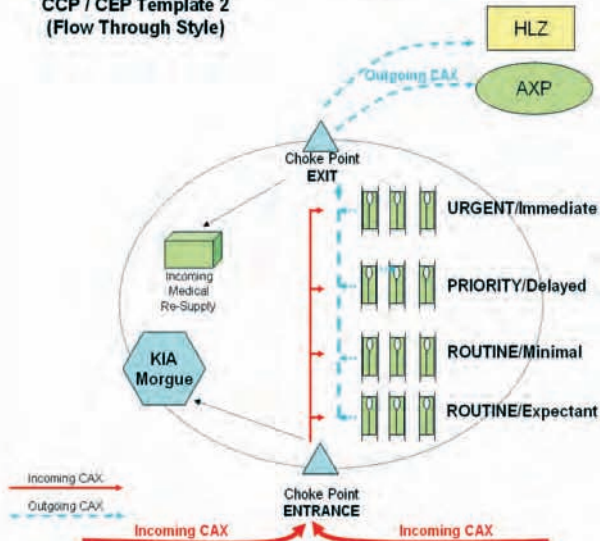 CCP / CEP Template 2
(Flow Through Style)
HLZ
Outgoing CAX
AXP
Choke Point
EXIT
URGENT/Immediate
Incoming
Medical
Re-Supply
PRIORITY/Delayed
KIA
Morgue
ROUTINE/Minimal
ROUTINE/Expectant
Incoming CAX
Outgoing CAX
Choke Point
ENTRANCE
Incoming CAX
Incoming CAX